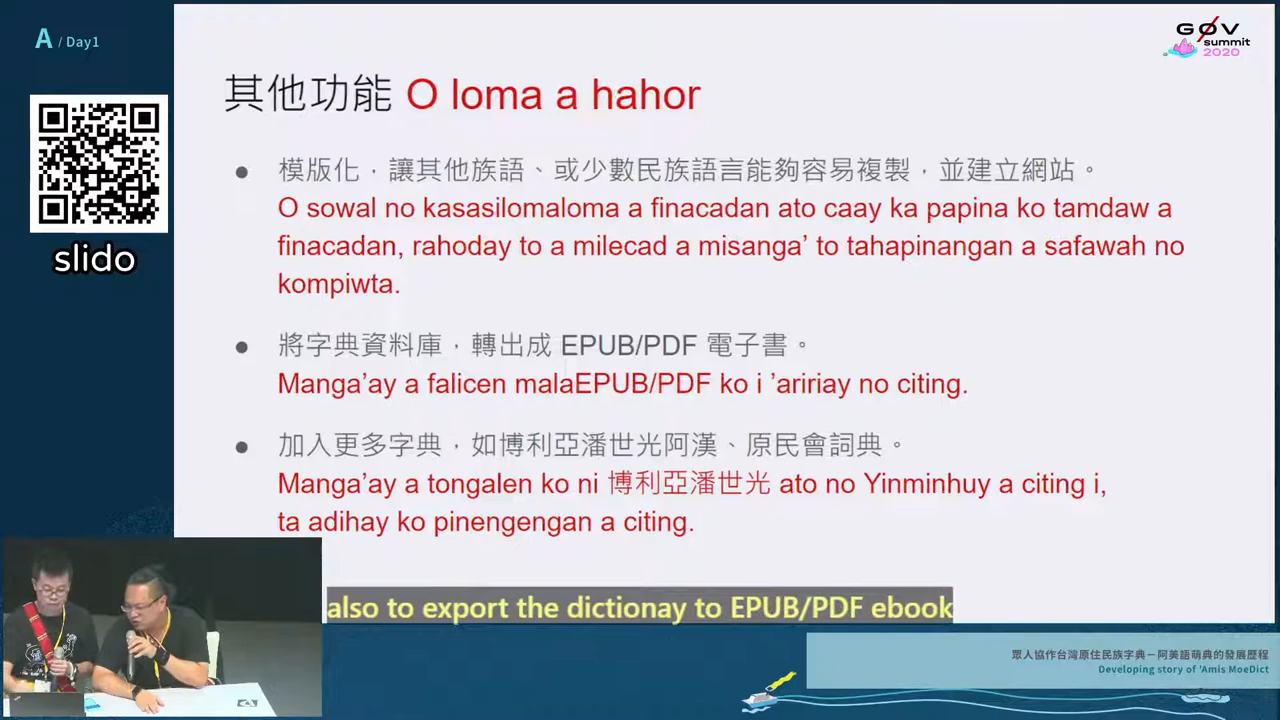 A / Day1
GØV
summit
2020
slido
其他功能 O loma a hahor
● 模版化，讓其他族語、或少數民族語言能夠容易複製，並建立網站。
O sowal no kasasilomaloma a finacadan ato caay ka papina ko tamdaw a
finacadan, rahoday to a milecad a misanga’ to tahapinangan a safawah no
kompiwta.
● 將字典資料庫，轉出成 EPUB/PDF 電子書。
Manga’ay a falicen malaEPUB/PDF ko i ’aririay no citing.
● 加入更多字典，如博利亞潘世光阿漢、原民會詞典。
Manga’ay a tongalen ko ni 博利亞潘世光 ato no Yinminhuy a citing i,
ta adihay ko pinengengan a citing.
also to export the dictionay to EPUB/PDF ebook
眾人協作台灣原住民族字典－阿美語萌典的發展歷程
Developing story of 'Amis MoeDict